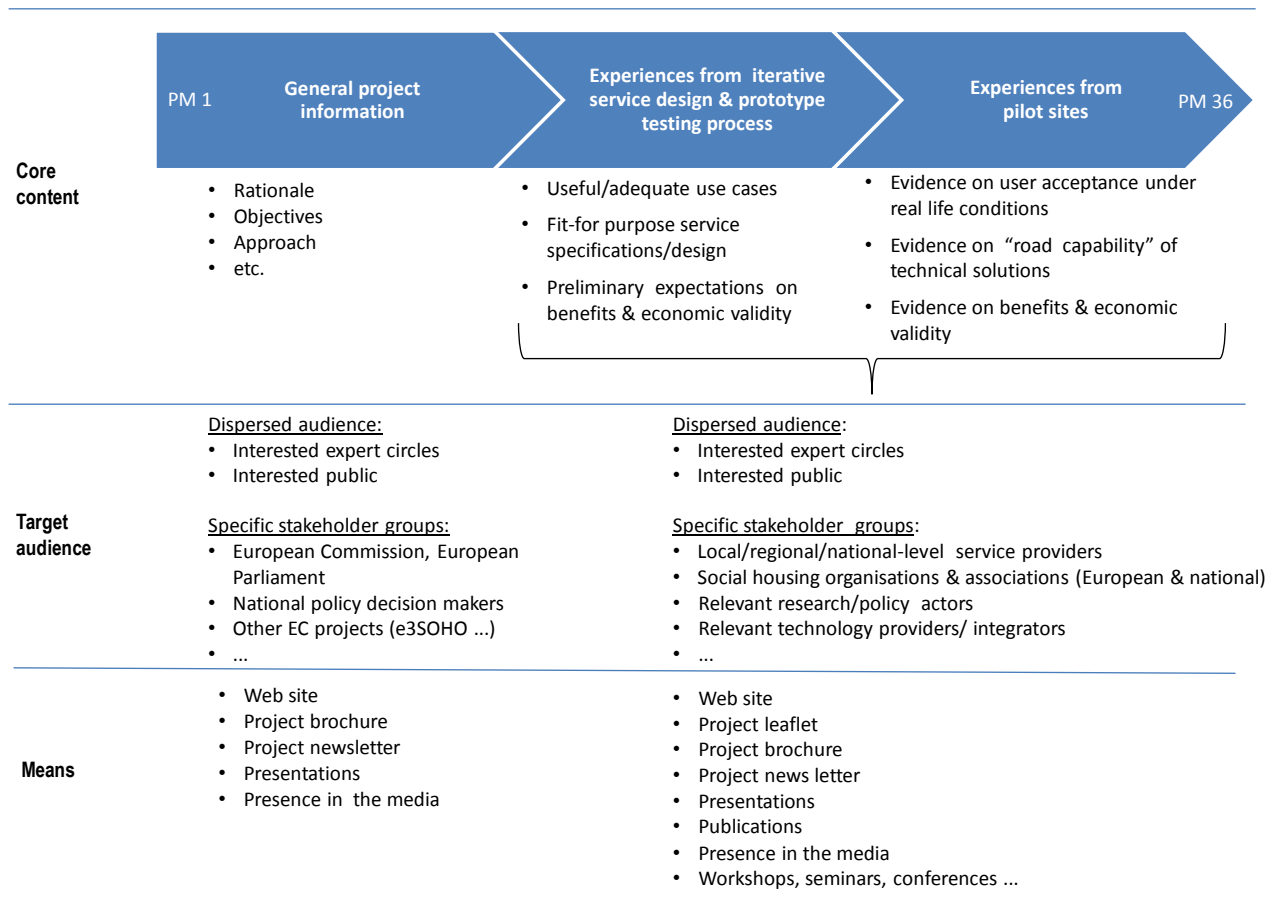 PM 1
General project
information
Experiences from iterative
service design & prototype
testing process
Experiences from
pilot sites
PM 36
Core
content
• Rationale
• Objectives
• Approach
• etc.
• Useful/adequate use cases
• Fit-for purpose service
specifications/design
• Preliminary expectations on
benefits & economic validity
• Evidence on user acceptance under
real life conditions
• Evidence on “road capability” of
technical solutions
• Evidence on benefits & economic
validity
Target
audience
Dispersed audience:
• Interested expert circles
• Interested public
Specific stakeholder groups:
• European Commission, European
Parliament
• National policy decision makers
• Other EC projects (e3SOHO ...)
• ...
Dispersed audience:
• Interested expert circles
• Interested public
Specific stakeholder groups:
• Local/regional/national-level service providers
• Social housing organisations & associations (European & national)
• Relevant research/policy actors
• Relevant technology providers/ integrators
• ...
Means
• Web site
• Project brochure
• Project newsletter
• Presentations
• Presence in the media
• Web site
• Project leaflet
• Project brochure
• Project news letter
• Presentations
• Publications
• Presence in the media
• Workshops, seminars, conferences ...